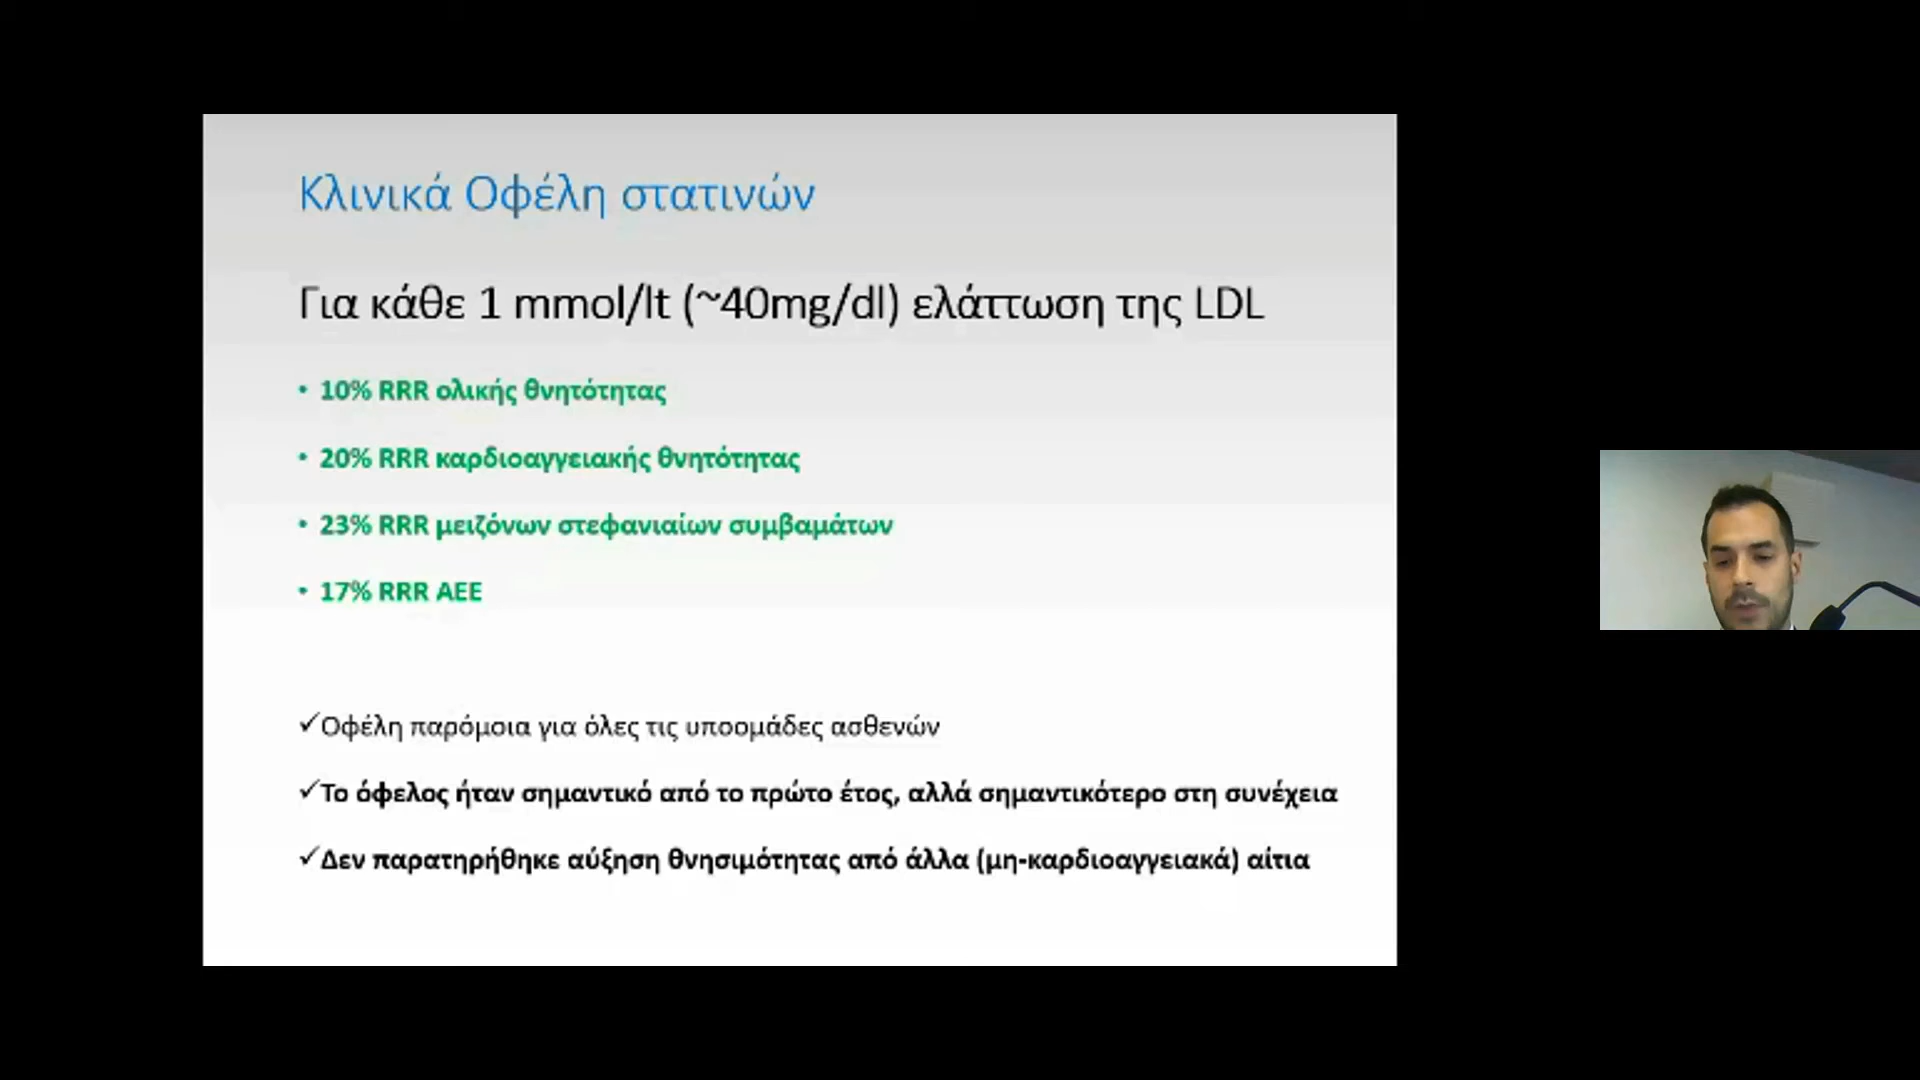 Κλινικά Οφέλη στατινών
Για κάθε 1 mmol/lt (~40mg/dl) ελάττωση της LDL
• 10% RRR ολικής θνητότητας
• 20% RRR καρδιοαγγειακής θνητότητας
• 23% RRR μειζόνων στεφανιαίων συμβαμάτων
• 17% RRR ΑΕΕ
✓Οφέλη παρόμοια για όλες τις υποομάδες ασθενών
✓Το όφελος ήταν σημαντικό από το πρώτο έτος, αλλά σημαντικότερο στη συνέχεια
✓Δεν παρατηρήθηκε αύξηση θνησιμότητας από άλλα (μη-καρδιοαγγειακά) αίτια